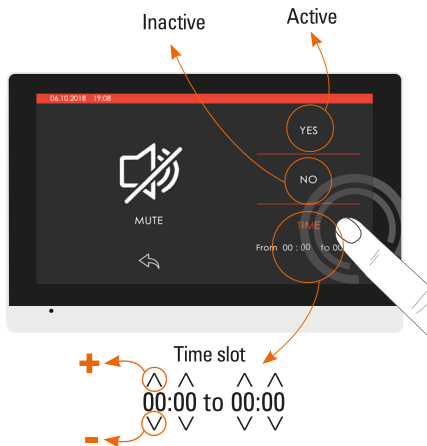 Inactive
Active
06.10.2018 19:08
YES
NO
MUTE
TIME
From 00 : 00 to 00
Time slot
+
00:00 to 00:00
-